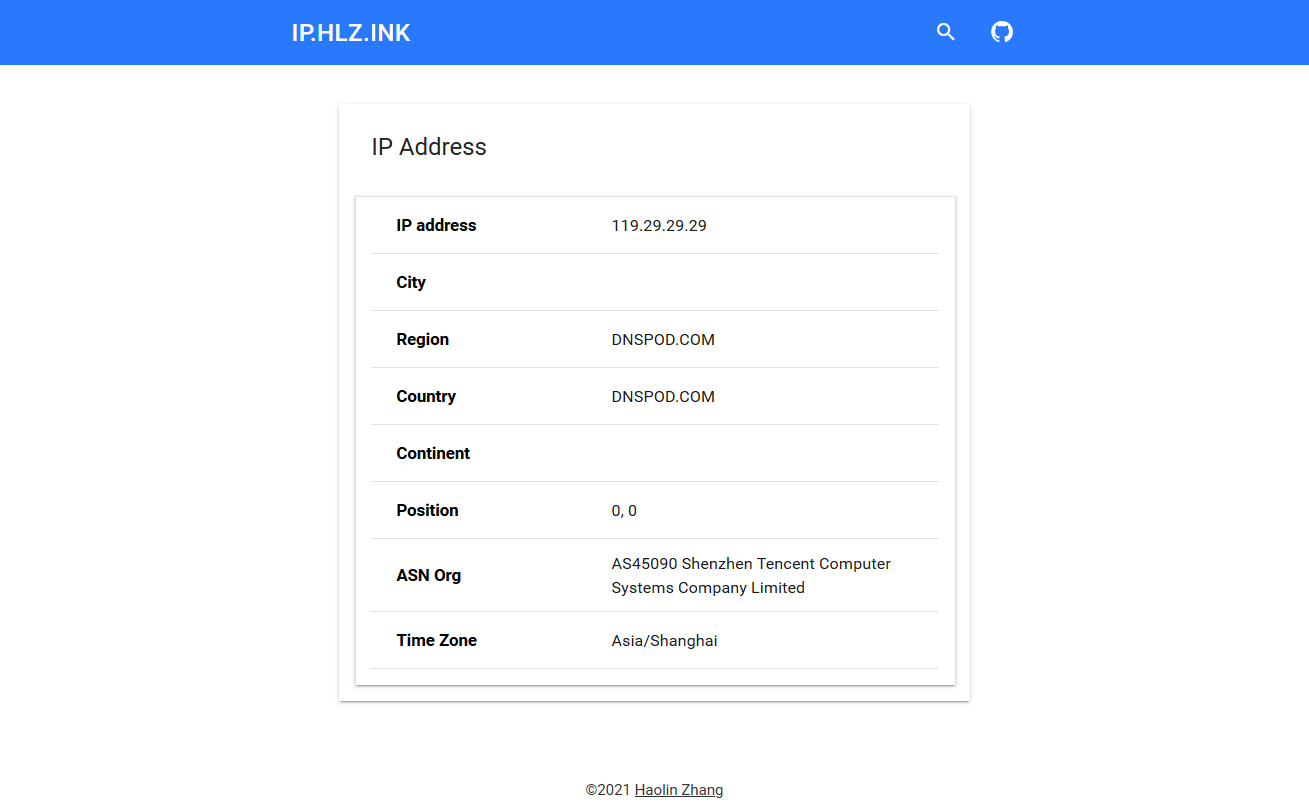 IP.HLZ.INK
IP Address
IP address 119.29.29.29
City
Region DNSPOD.COM
Country DNSPOD.COM
Continent
Position 0, 0
ASN Org AS45090 Shenzhen Tencent Computer
Systems Company Limited
Time Zone Asia/Shanghai
©2021 Haolin Zhang